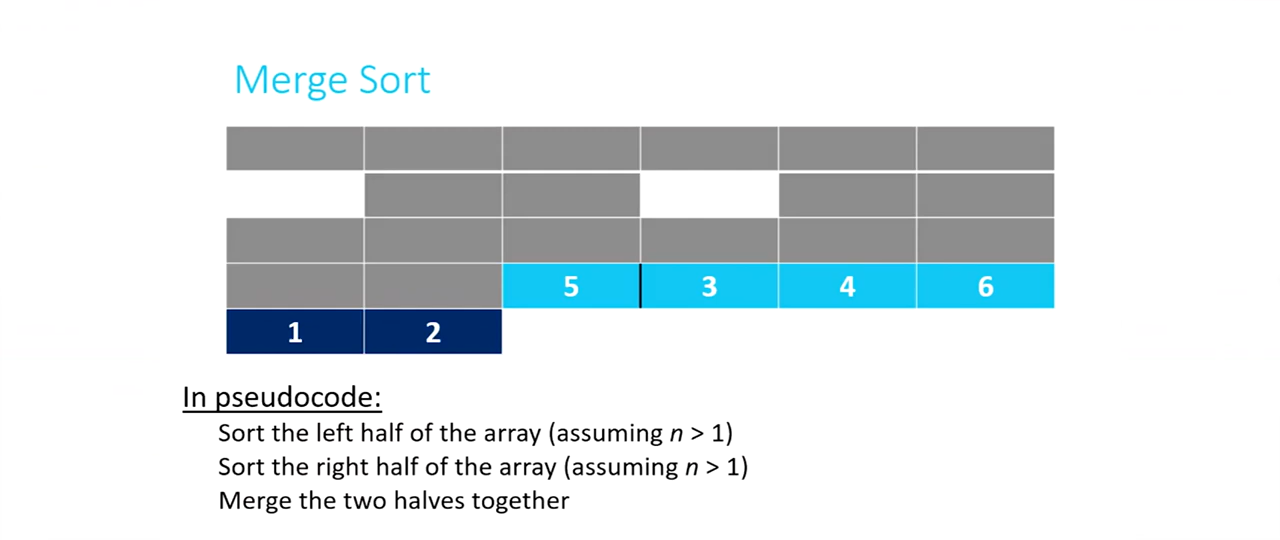 Merge Sort
5 3 4 6
1 2
In pseudocode:
Sort the left half of the array (assuming n > 1)
Sort the right half of the array (assuming n > 1)
Merge the two halves together